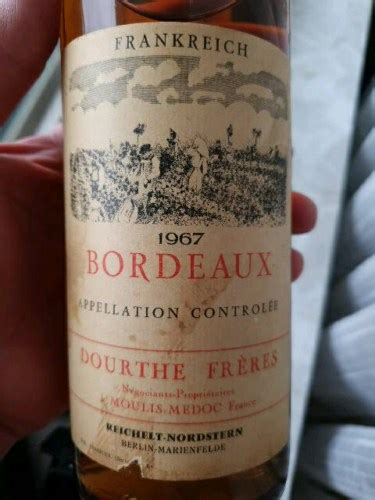 FRANKREICH
1967
BORDEAUX
APPELLATION CONTROLÉE
DOURTHE FRÈRES
Négociants-Propriétaires
MOULIS-MEDOC France
REICHELT-NORDSTERN
BERLIN-MARIENFELDE